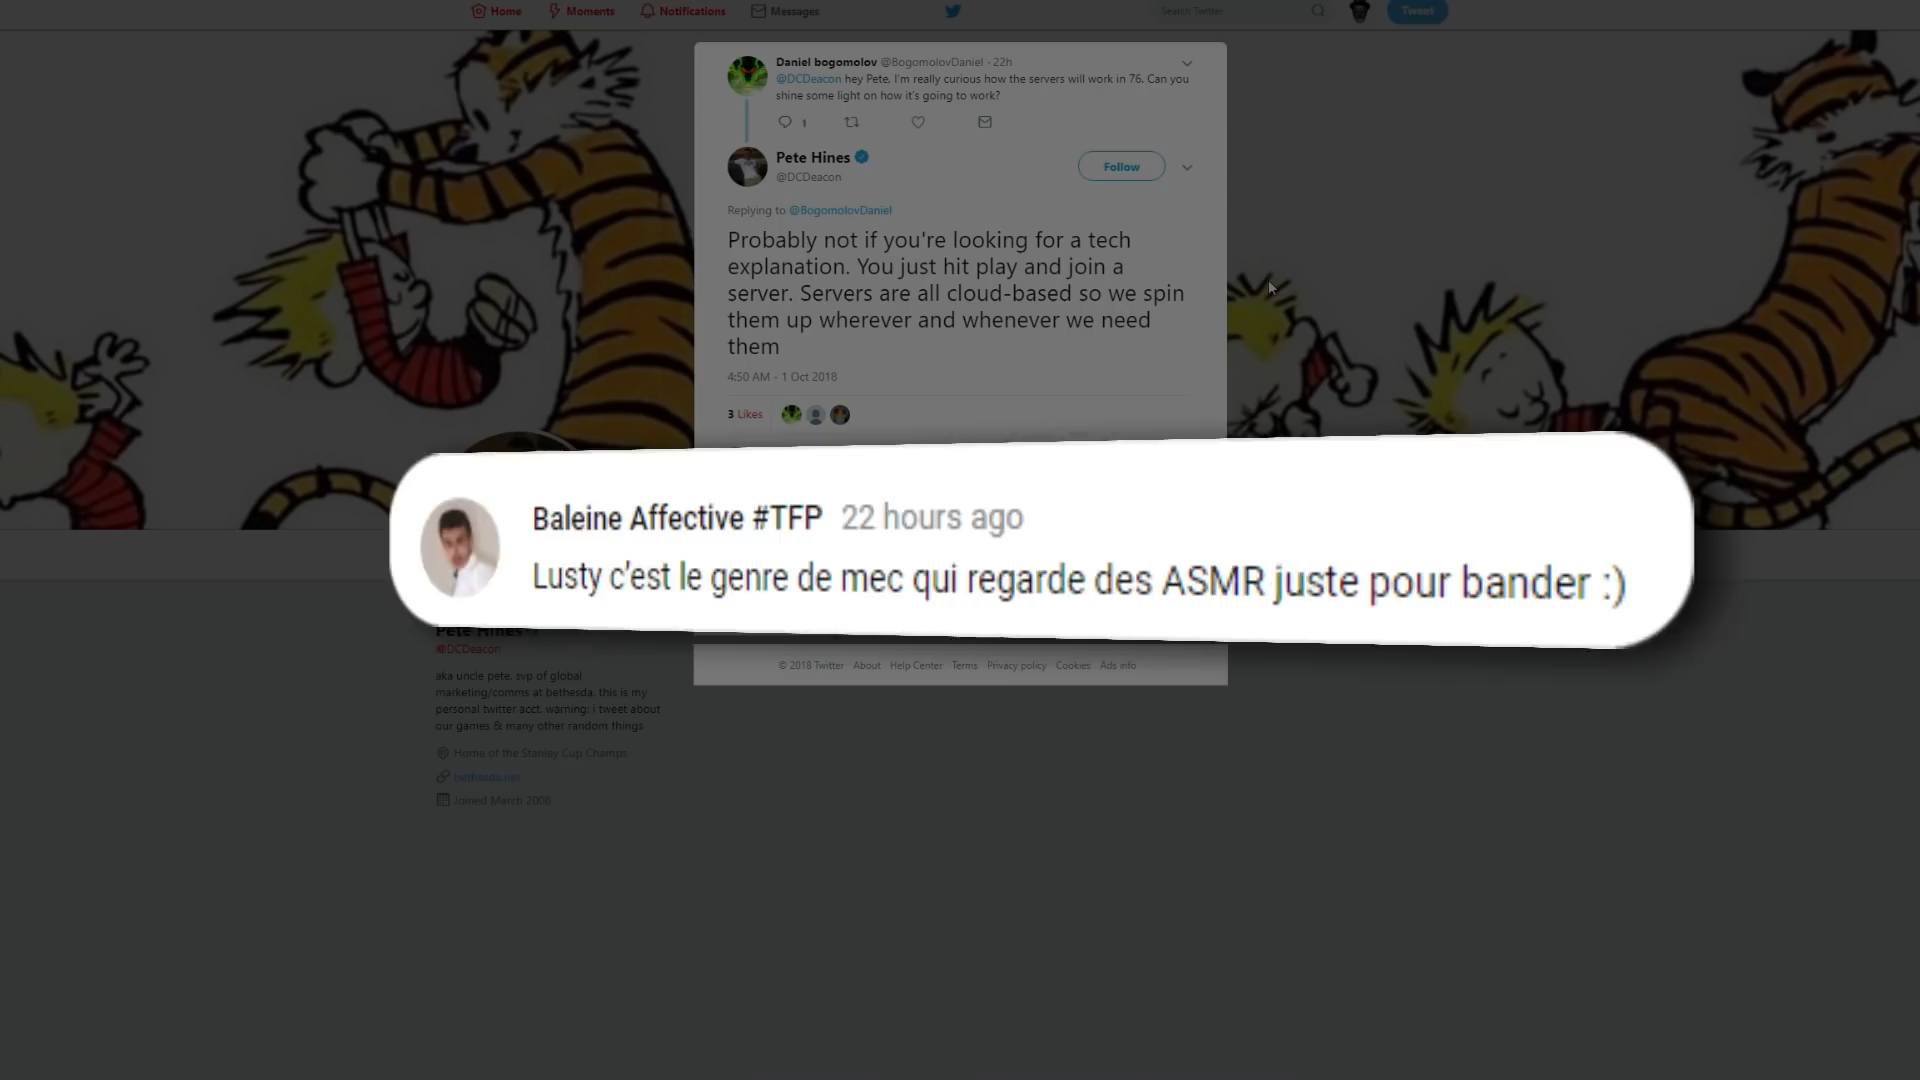 Home Moments Notifications Messages Search Twitter Tweet
Daniel bogomolov @BogomolovDaniel · 22h
@DCDeacon hey Pete, I'm really curious how the servers will work in 76. Can you
shine some light on how it's going to work?
1
Pete Hines
@DCDeacon
Follow
Replying to @BogomolovDaniel
Probably not if you're looking for a tech
explanation. You just hit play and join a
server. Servers are all cloud-based so we spin
them up wherever and whenever we need
them
4:50 AM - 1 Oct 2018
3 Likes
Baleine Affective #TFP 22 hours ago
Lusty c'est le genre de mec qui regarde des ASMR juste pour bander :)
Pete Hines
@DCDeacon
aka uncle pete. svp of global
marketing/comms at bethesda. this is my
personal twitter acct. warning: i tweet about
our games & many other random things
Home of the Stanley Cup Champs
bethesda.net
Joined March 2008
© 2018 Twitter About Help Center Terms Privacy policy Cookies Ads info